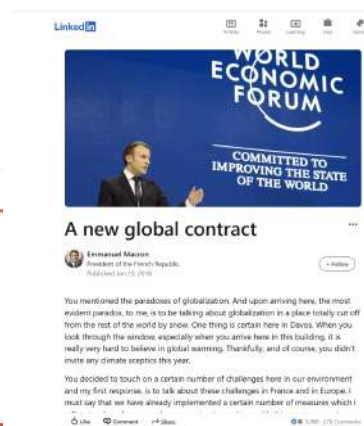 Linked in
WORLD
ECONOMIC
FORUM
COMMITTED TO
IMPROVING THE STATE
OF THE WORLD
A new global contract
...
Emmanuel Macron
President of the French Republic
Published Jan 23, 2018
+ Follow
You mentioned the paradoxes of globalization. And upon arriving here, the most
evident paradox, to me, is to be talking about globalization in a place totally cut off
from the rest of the world by snow. One thing is certain here in Davos. When you
look through the window, especially when you arrive here in this building, it is
really very hard to believe in global warming. Thankfully, and of course, you didn't
invite any climate sceptics this year.
You decided to touch on a certain number of challenges here in our environment
and my first response, is to talk about these challenges in France and in Europe. I
must say that we have already implemented a certain number of measures which I
Like Comment Share Comments